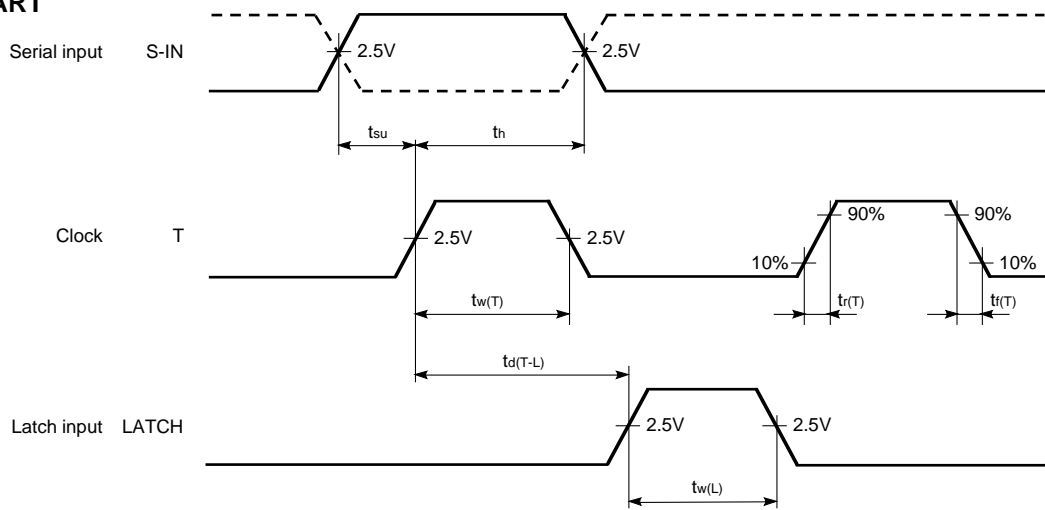 ART
Serial input S-IN
2.5V 2.5V
tsu th
Clock T
2.5V 2.5V
10% 90% 90% 10%
tw(T) tr(T) tf(T)
td(T-L)
Latch input LATCH
2.5V 2.5V
tw(L)